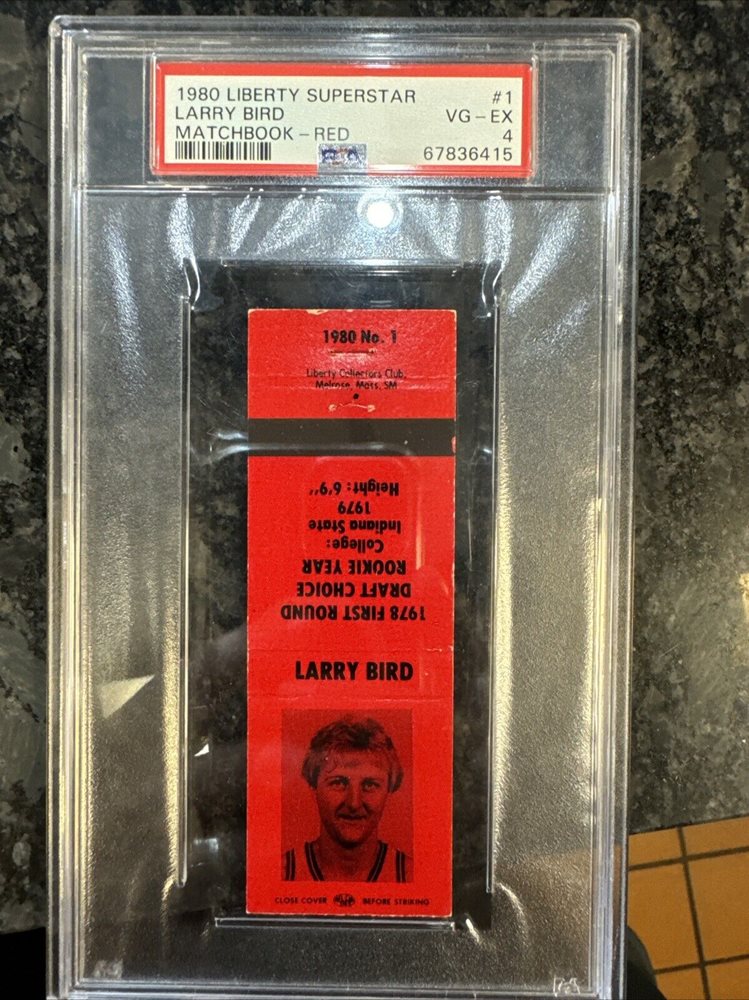 1980 LIBERTY SUPERSTAR #1
LARRY BIRD VG - EX
MATCHBOOK - RED 4
67836415
PSA
1980 No. 1
Liberty Collectors Club,
Melrose, Mass. SM
1978 FIRST ROUND
DRAFT CHOICE
ROOKIE YEAR
College:
Indiana State
1979
Height: 6'9"
LARRY BIRD
CLOSE COVER BEFORE STRIKING